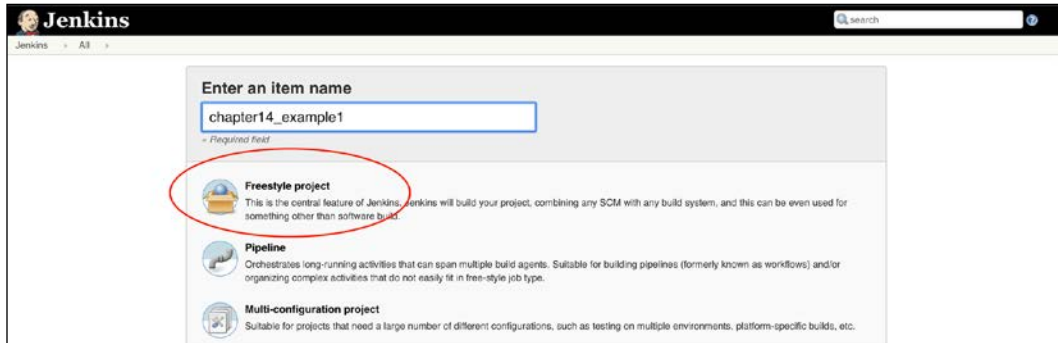 Jenkins
search
Jenkins
All
Enter an item name
chapter14_example1
» Required field
Freestyle project
This is the central feature of Jenkins. Jenkins will build your project, combining any SCM with any build system, and this can be even used for
something other than software build.
Pipeline
Orchestrates long-running activities that can span multiple build agents. Suitable for building pipelines (formerly known as workflows) and/or
organizing complex activities that do not easily fit in free-style job type.
Multi-configuration project
Suitable for projects that need a large number of different configurations, such as testing on multiple environments, platform-specific builds, etc.